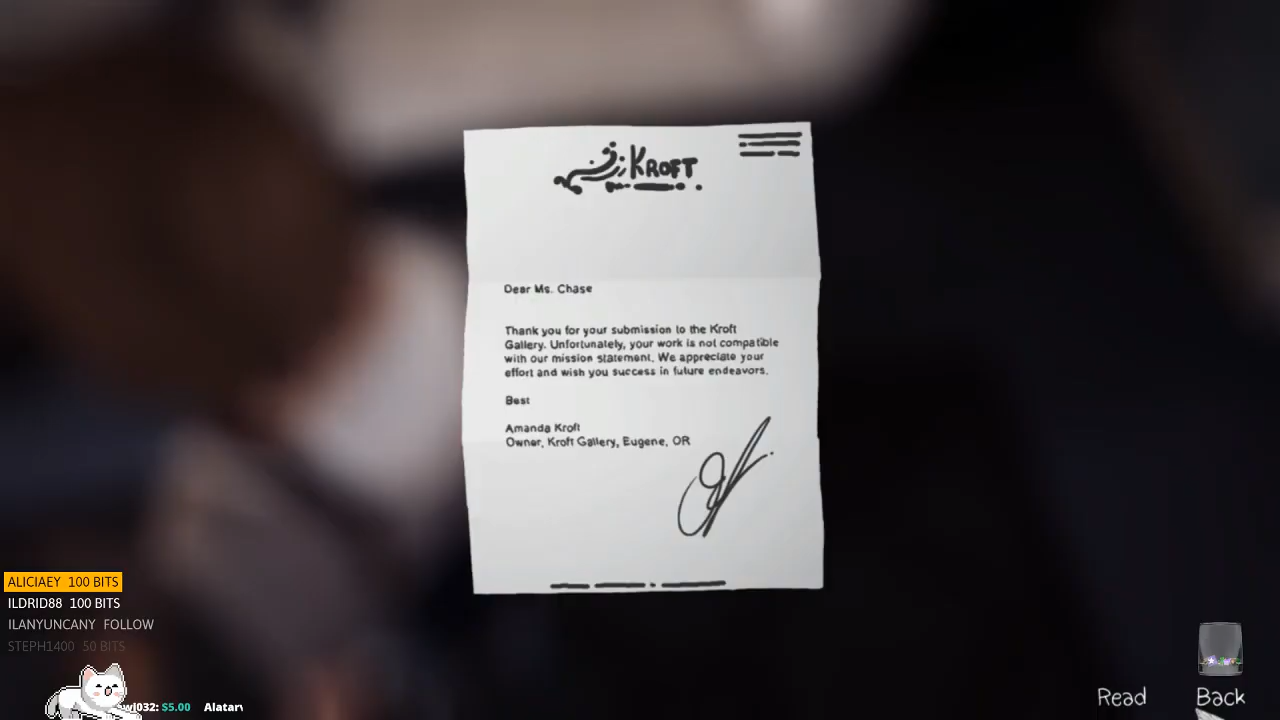 KROFT
Dear Ms. Chase
Thank you for your submission to the Kroft
Gallery. Unfortunately, your work is not compatible
with our mission statement. We appreciate your
effort and wish you success in future endeavors.
Best
Amanda Kroft
Owner, Kroft Gallery, Eugene, OR
ALICIAEY 100 BITS
ILDRID88 100 BITS
ILANYUNCANY FOLLOW
STEPH1400 50 BITS
wi032: $5.00 Alatar
Read Back